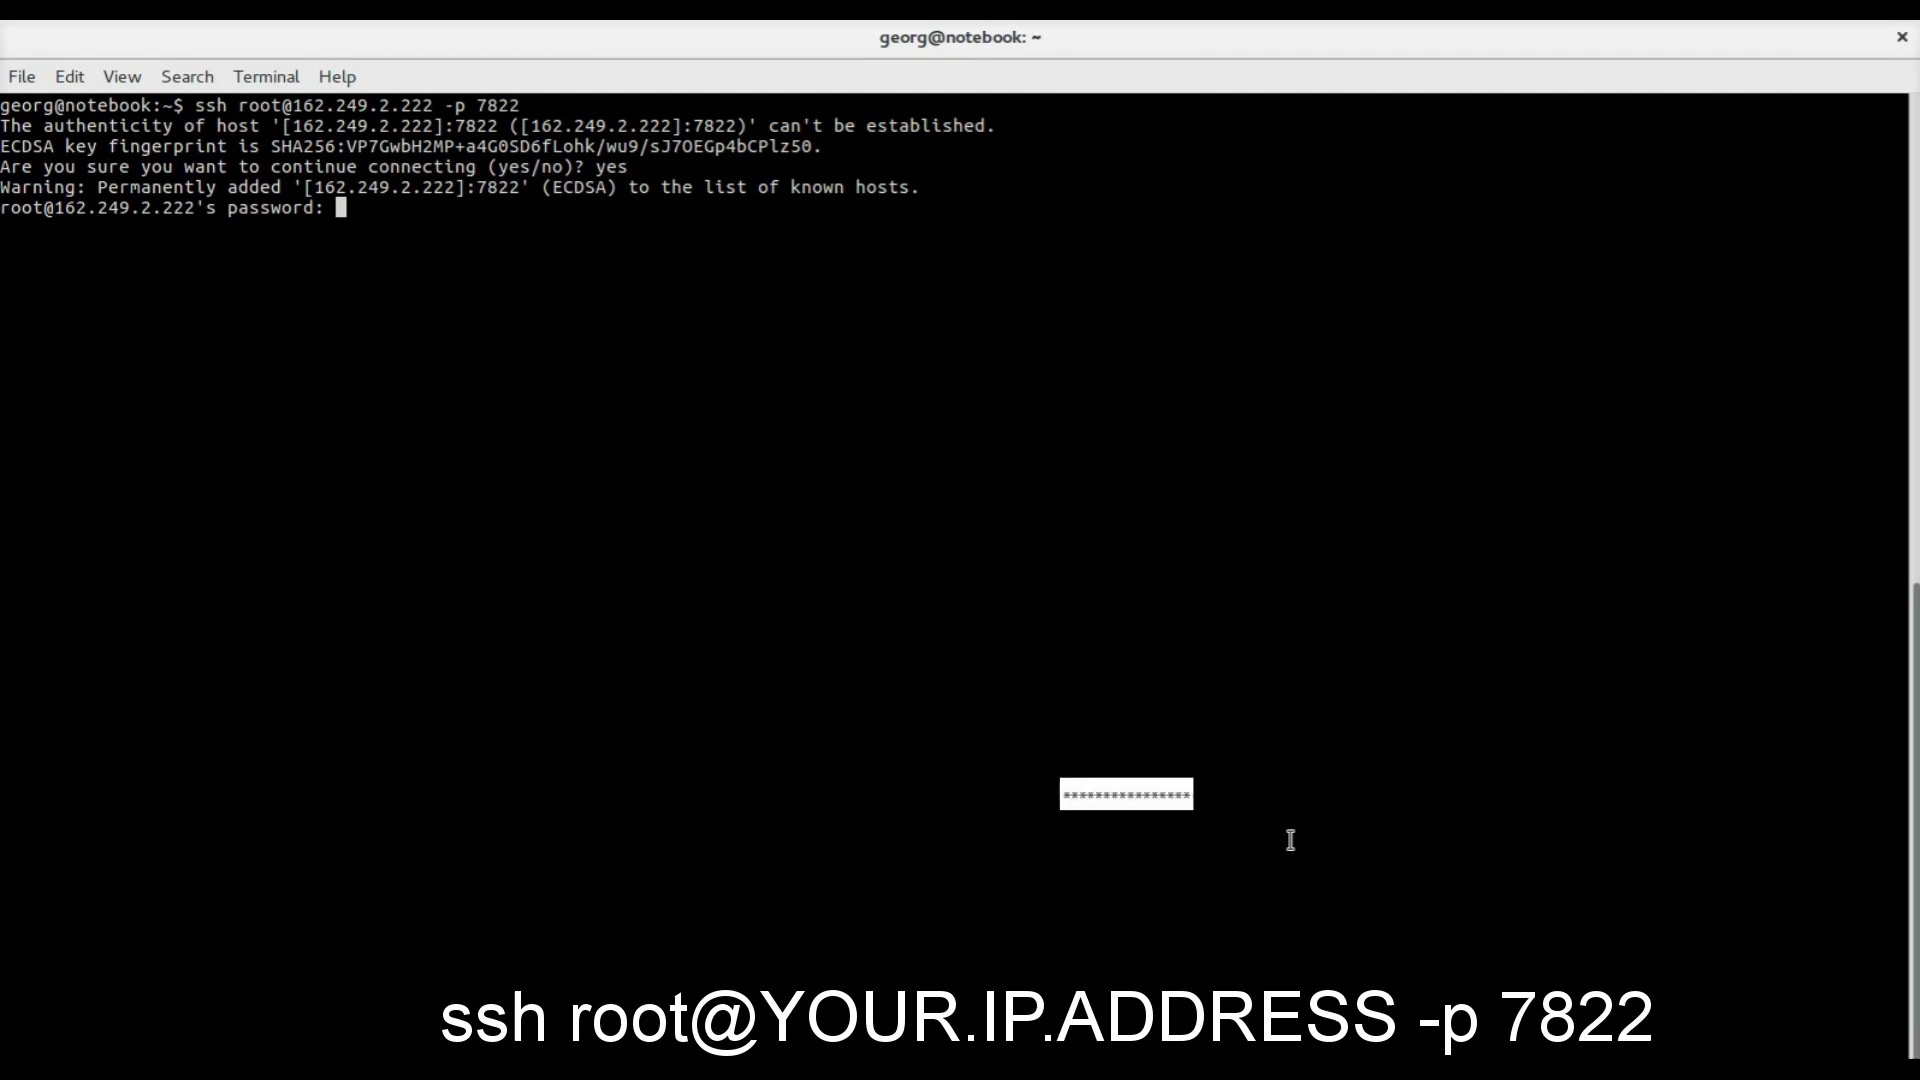 georg@notebook: ~
×
File Edit View Search Terminal Help
georg@notebook:~$ ssh root@162.249.2.222 -p 7822
The authenticity of host '[162.249.2.222]:7822 ([162.249.2.222]:7822)' can't be established.
ECDSA key fingerprint is SHA256:VP7GwbH2MP+a4G0SD6fLohk/wu9/sJ7OEGp4bCPlz50.
Are you sure you want to continue connecting (yes/no)? yes
Warning: Permanently added '[162.249.2.222]:7822' (ECDSA) to the list of known hosts.
root@162.249.2.222's password:
****************
ssh root@YOUR.IP.ADDRESS -p 7822